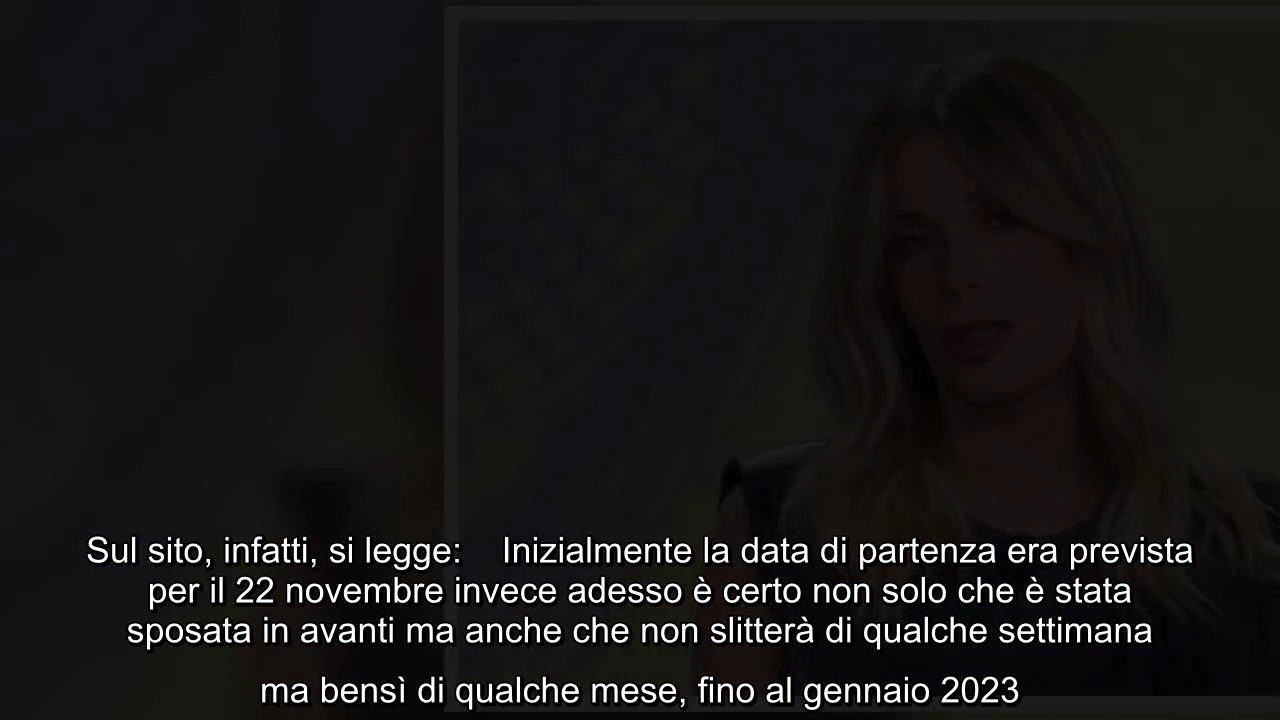 Sul sito, infatti, si legge:    Inizialmente la data di partenza era prevista
per il 22 novembre invece adesso è certo non solo che è stata
sposata in avanti ma anche che non slitterà di qualche settimana
ma bensì di qualche mese, fino al gennaio 2023